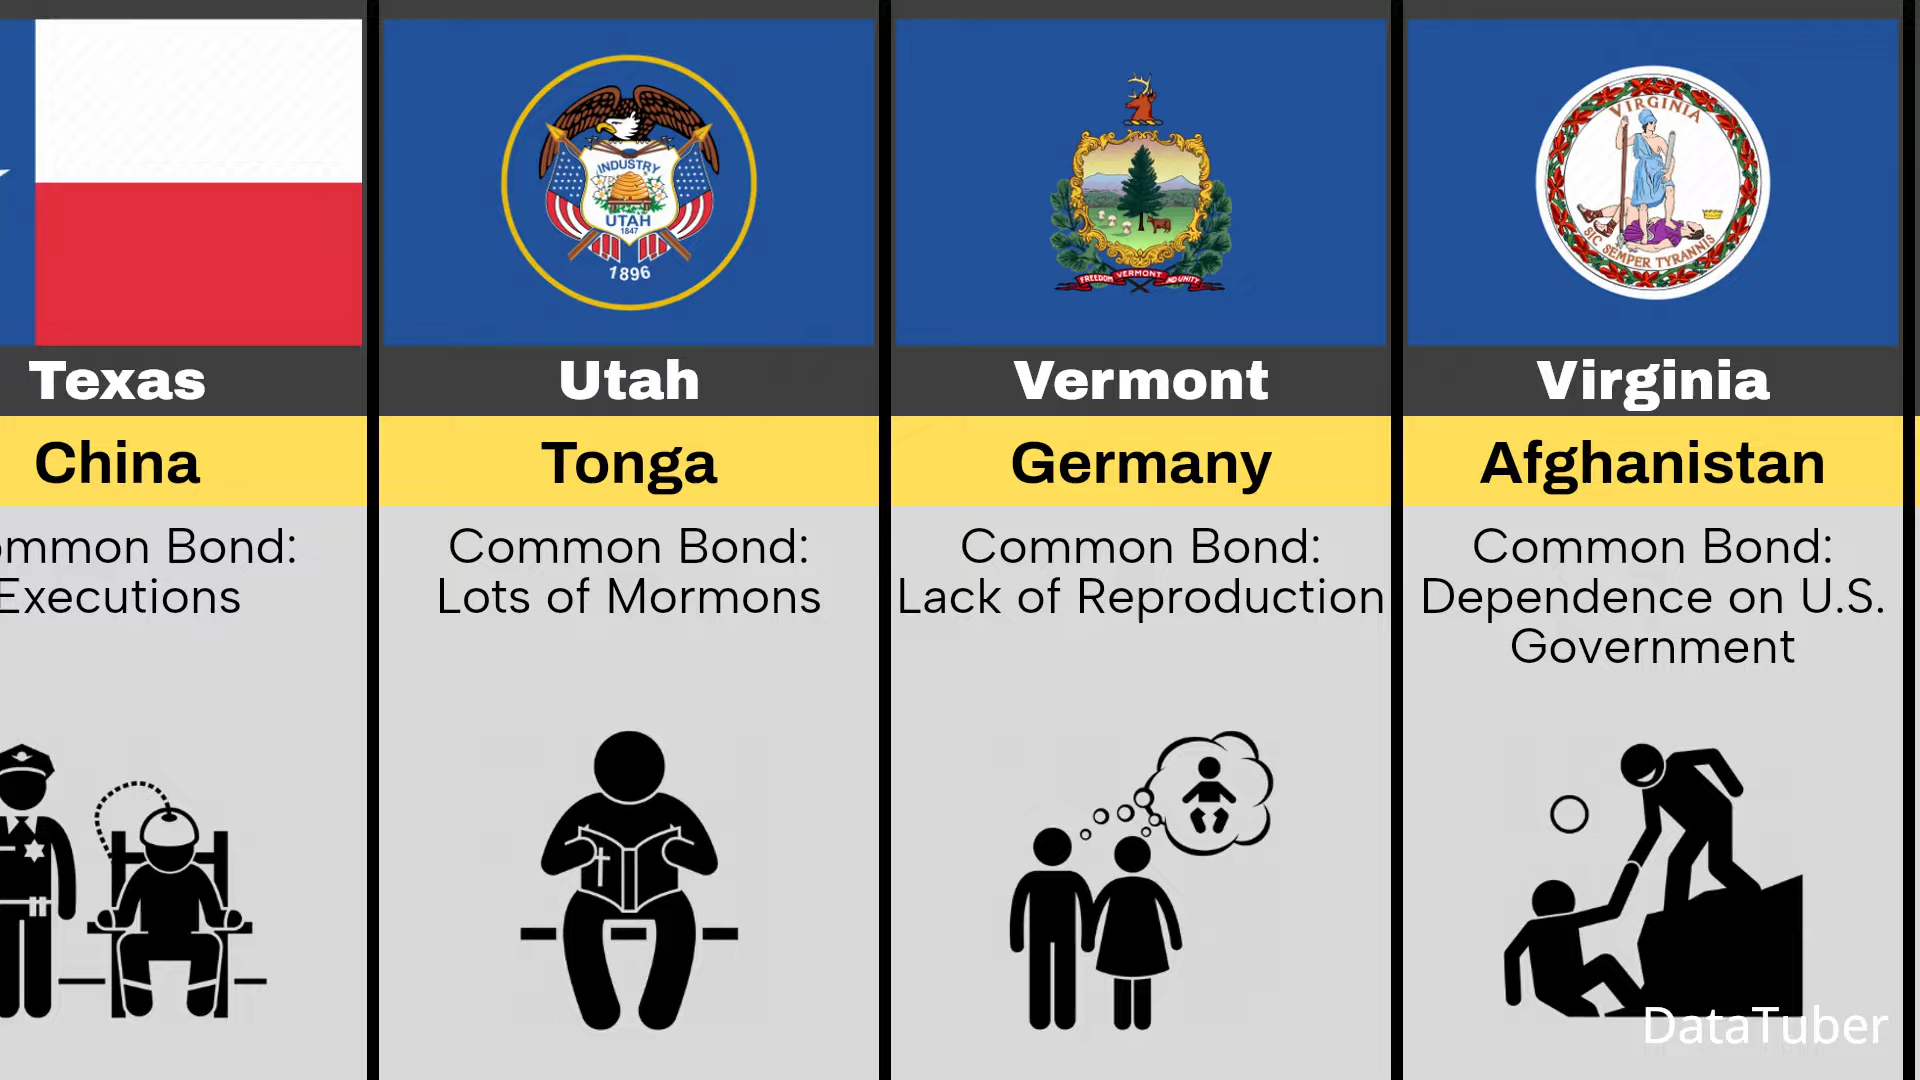 INDUSTRY
UTAH
1847
1896
FREEDOM VERMONT AND UNITY
VIRGINIA
SIC SEMPER TYRANNIS
Texas
Utah
Vermont
Virginia
China
Tonga
Germany
Afghanistan
ommon Bond:
Executions
Common Bond:
Lots of Mormons
Common Bond:
Lack of Reproduction
Common Bond:
Dependence on U.S.
Government
DataTuber